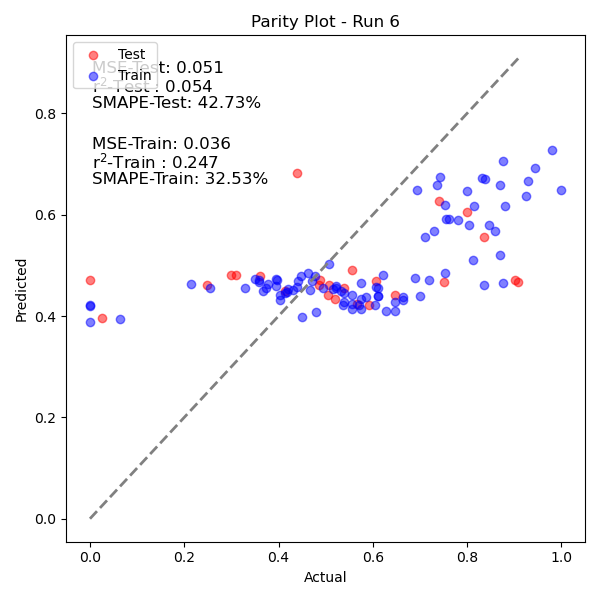 Parity Plot - Run 6
Test
Train
MSE-Test: 0.051
r²-Test : 0.054
SMAPE-Test: 42.73%
MSE-Train: 0.036
r²-Train : 0.247
SMAPE-Train: 32.53%
0.8
0.6
0.4
0.2
0.0
Predicted
0.0 0.2 0.4 0.6 0.8 1.0
Actual